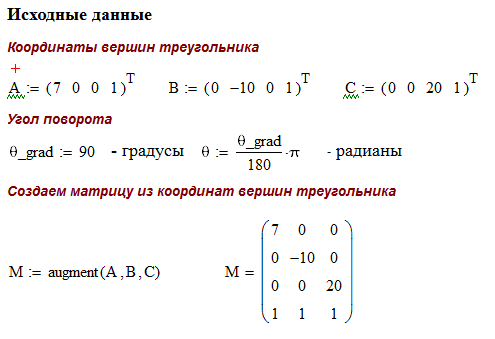 Исходные данные
Координаты вершин треугольника
A := (7 0 0 1)^T B := (0 −10 0 1)^T C := (0 0 20 1)^T
Угол поворота
θ_grad := 90 - градусы θ := θ_grad/180 · π - радианы
Создаем матрицу из координат вершин треугольника
M := augment(A, B, C) M =
7 0 0
0 −10 0
0 0 20
1 1 1